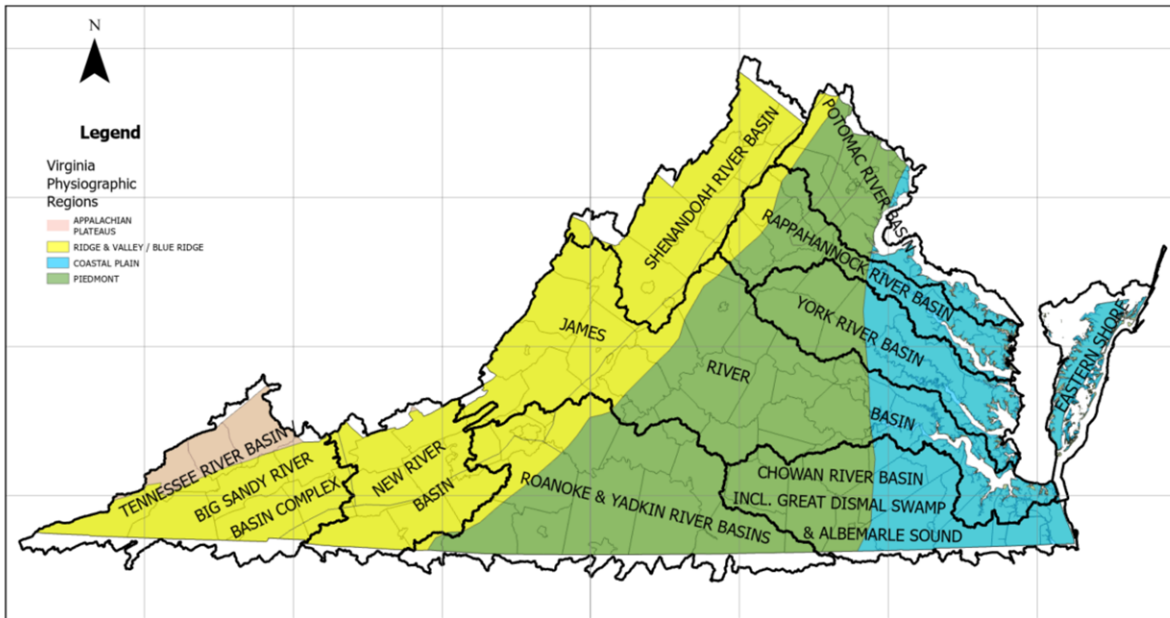 N
Legend
Virginia
Physiographic
Regions
APPALACHIAN
PLATEAUS
RIDGE & VALLEY / BLUE RIDGE
COASTAL PLAIN
PIEDMONT
SHENANDOAH RIVER BASIN
POTOMAC RIVER BASIN
RAPPAHANNOCK RIVER BASIN
YORK RIVER BASIN
JAMES
RIVER
BASIN
EASTERN SHORE
TENNESSEE RIVER BASIN
BIG SANDY RIVER
BASIN COMPLEX
NEW RIVER
BASIN
ROANOKE & YADKIN RIVER BASINS
CHOWAN RIVER BASIN
INCL. GREAT DISMAL SWAMP
& ALBEMARLE SOUND